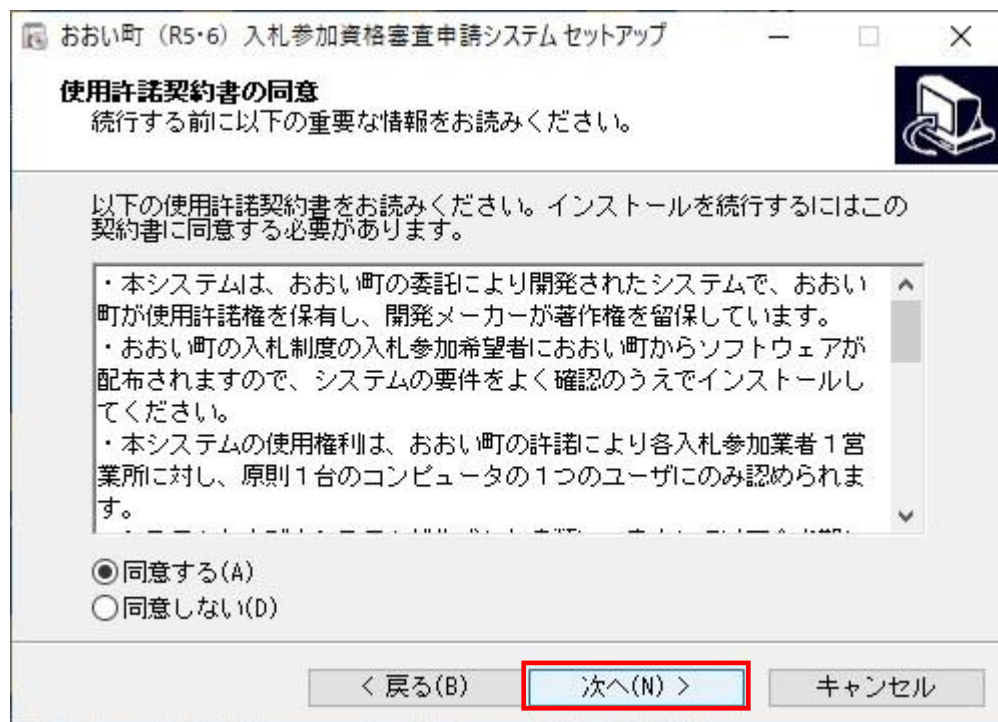 おおい町（R5・6）入札参加資格審査申請システム セットアップ
使用許諾契約書の同意
続行する前に以下の重要な情報をお読みください。
以下の使用許諾契約書をお読みください。インストールを続行するにはこの
契約書に同意する必要があります。
・本システムは、おおい町の委託により開発されたシステムで、おおい
町が使用許諾権を保有し、開発メーカーが著作権を留保しています。
・おおい町の入札制度の入札参加希望者におおい町からソフトウェアが
配布されますので、システムの要件をよく確認のうえでインストールし
てください。
・本システムの使用権利は、おおい町の許諾により各入札参加業者１営
業所に対し、原則１台のコンピュータの１つのユーザにのみ認められま
す。
同意する(A)
同意しない(D)
< 戻る(B)
次へ(N) >
キャンセル